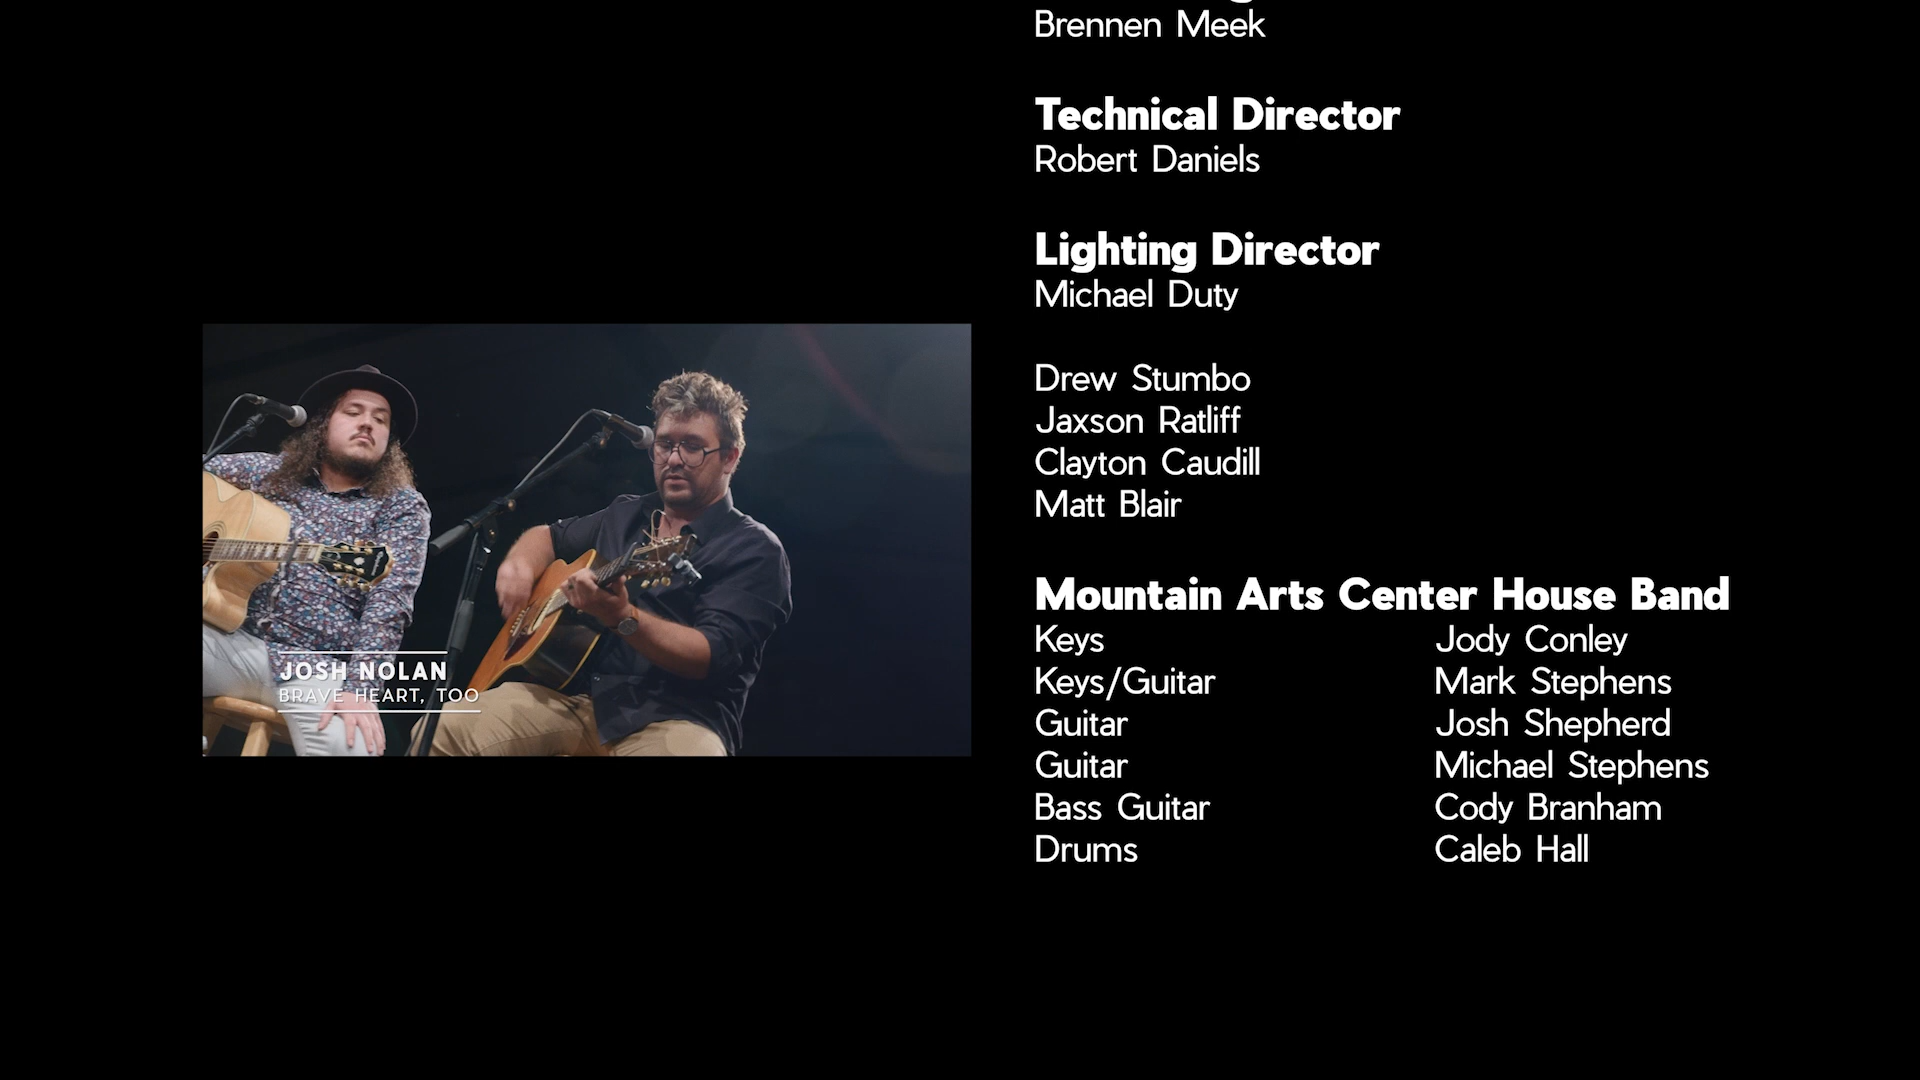 Brennen Meek
Technical Director
Robert Daniels
Lighting Director
Michael Duty
Drew Stumbo
Jaxson Ratliff
Clayton Caudill
Matt Blair
Mountain Arts Center House Band
Keys Jody Conley
Keys/Guitar Mark Stephens
Guitar Josh Shepherd
Guitar Michael Stephens
Bass Guitar Cody Branham
Drums Caleb Hall
JOSH NOLAN
BRAVE HEART, TOO